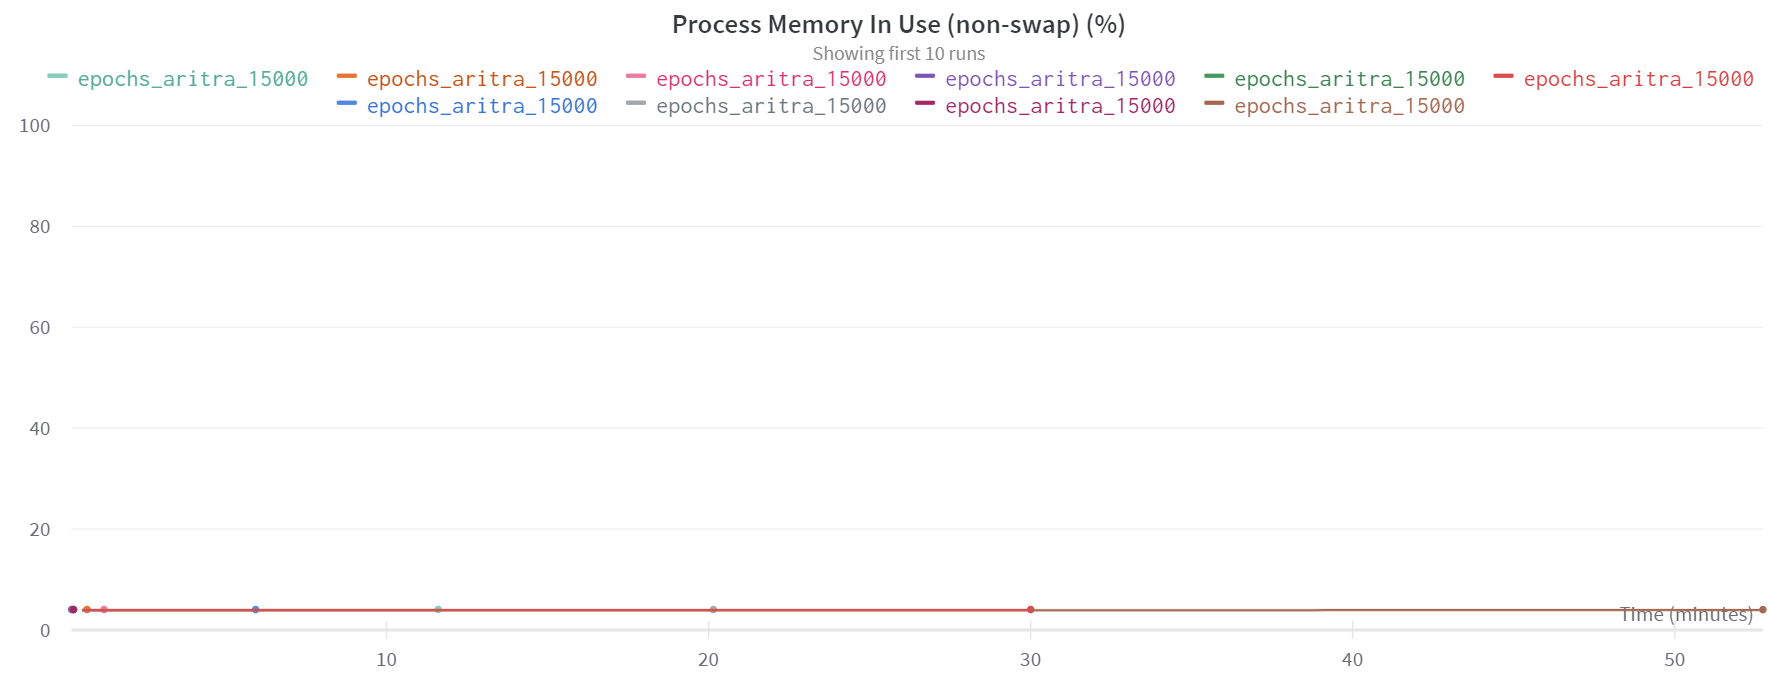 Process Memory In Use (non-swap) (%)
Showing first 10 runs
epochs_aritra_15000 epochs_aritra_15000 epochs_aritra_15000 epochs_aritra_15000 epochs_aritra_15000 epochs_aritra_15000
epochs_aritra_15000 epochs_aritra_15000 epochs_aritra_15000 epochs_aritra_15000
100
80
60
40
20
0
Time (minutes)
10 20 30 40 50